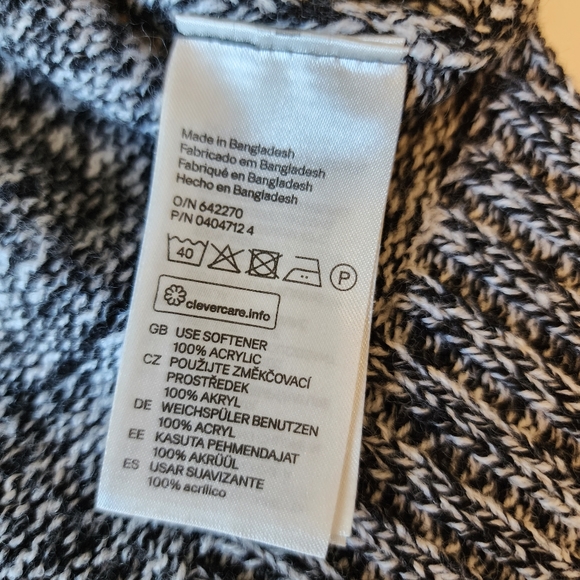 Made in Bangladesh
Fabricado em Bangladesh
Fabriqué en Bangladesh
Hecho en Bangladesh
O/N 642270
P/N 0404712 4
40
P
clevercare.info
GB USE SOFTENER
100% ACRYLIC
CZ POUŽIJTE ZMĚKČOVACÍ
PROSTŘEDEK
100% AKRYL
DE WEICHSPÜLER BENUTZEN
100% ACRYL
EE KASUTA PEHMENDAJAT
100% AKRÜÜL
ES USAR SUAVIZANTE
100% acrílico